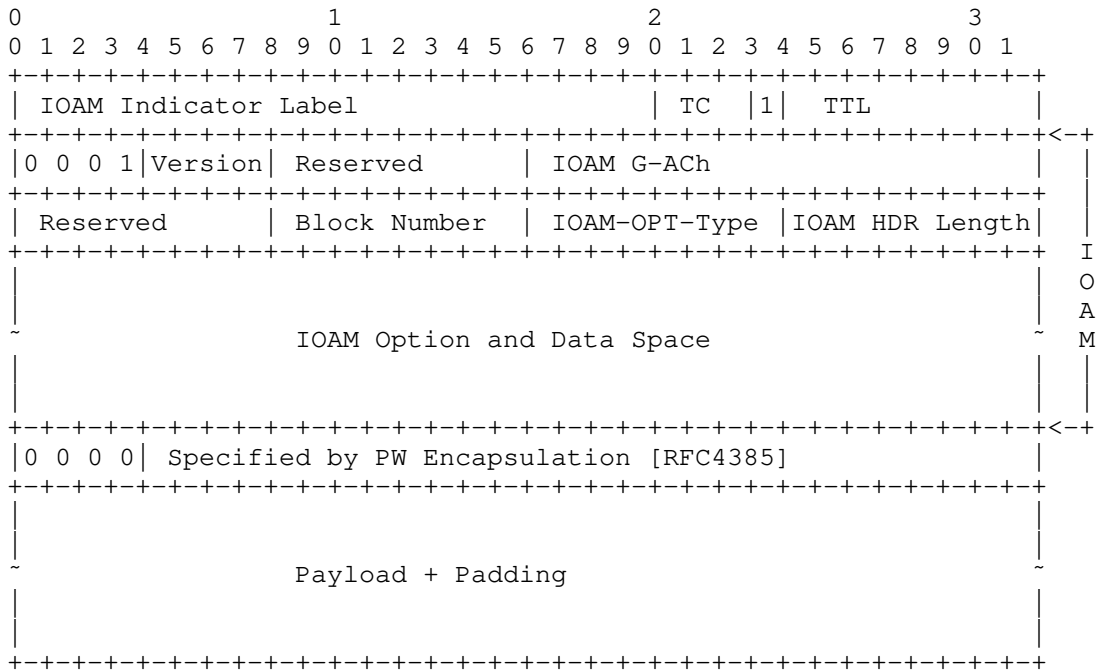 0                   1                   2                   3
0 1 2 3 4 5 6 7 8 9 0 1 2 3 4 5 6 7 8 9 0 1 2 3 4 5 6 7 8 9 0 1
+-+-+-+-+-+-+-+-+-+-+-+-+-+-+-+-+-+-+-+-+-+-+-+-+-+-+-+-+-+-+-+-+
| IOAM Indicator Label                  | TC  |1|  TTL          |
+-+-+-+-+-+-+-+-+-+-+-+-+-+-+-+-+-+-+-+-+-+-+-+-+-+-+-+-+-+-+-+-+<-+
|0 0 0 1|Version| Reserved      | IOAM G-ACh                    |  |
+-+-+-+-+-+-+-+-+-+-+-+-+-+-+-+-+-+-+-+-+-+-+-+-+-+-+-+-+-+-+-+-+  |
| Reserved      | Block Number  | IOAM-OPT-Type |IOAM HDR Length|  |
+-+-+-+-+-+-+-+-+-+-+-+-+-+-+-+-+-+-+-+-+-+-+-+-+-+-+-+-+-+-+-+-+  I
|                                                               |  O
|                                                               |  A
~                 IOAM Option and Data Space                    ~  M
|                                                               |  |
|                                                               |  |
+-+-+-+-+-+-+-+-+-+-+-+-+-+-+-+-+-+-+-+-+-+-+-+-+-+-+-+-+-+-+-+-+<-+
|0 0 0 0| Specified by PW Encapsulation [RFC4385]               |
+-+-+-+-+-+-+-+-+-+-+-+-+-+-+-+-+-+-+-+-+-+-+-+-+-+-+-+-+-+-+-+-+
|                                                               |
|                                                               |
~                 Payload + Padding                             ~
|                                                               |
|                                                               |
+-+-+-+-+-+-+-+-+-+-+-+-+-+-+-+-+-+-+-+-+-+-+-+-+-+-+-+-+-+-+-+-+